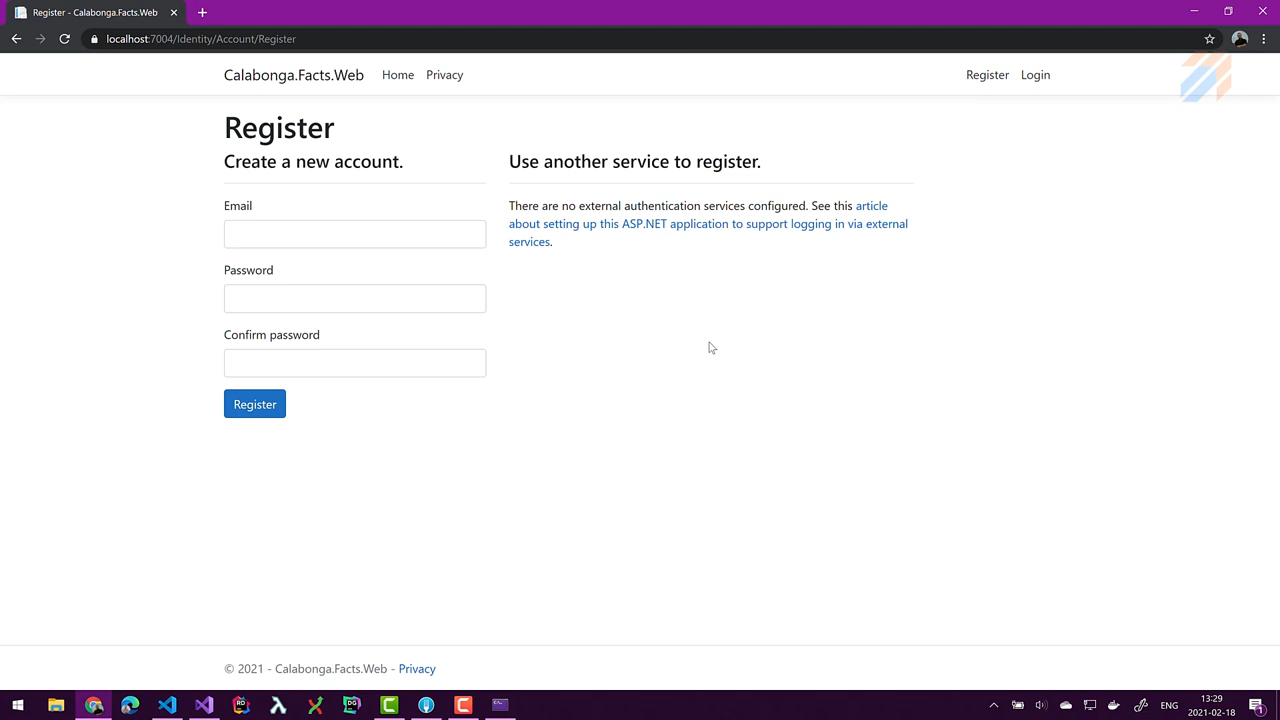 Register - Calabonga.Facts.Web
localhost:7004/Identity/Account/Register
Calabonga.Facts.Web Home Privacy Register Login
Register
Create a new account.
Use another service to register.
Email
Password
Confirm password
Register
There are no external authentication services configured. See this article
about setting up this ASP.NET application to support logging in via external
services.
© 2021 - Calabonga.Facts.Web - Privacy
RD
DG
ENG
13:29
2021-02-18
1